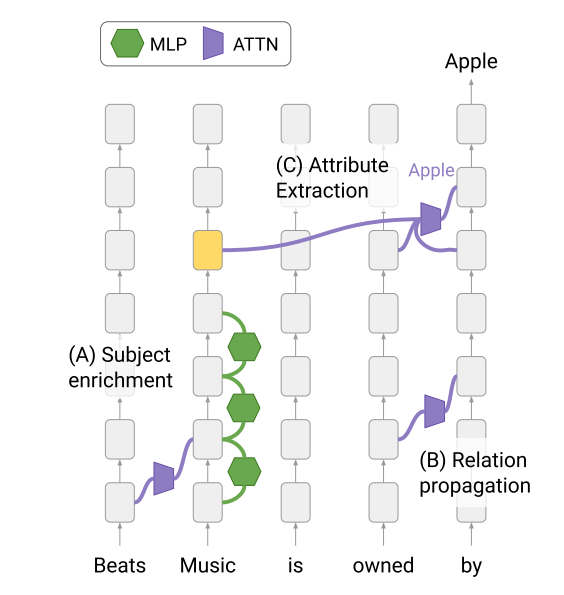 MLP ATTN
Apple
(C) Attribute
Extraction
Apple
(A) Subject
enrichment
(B) Relation
propagation
Beats Music is owned by